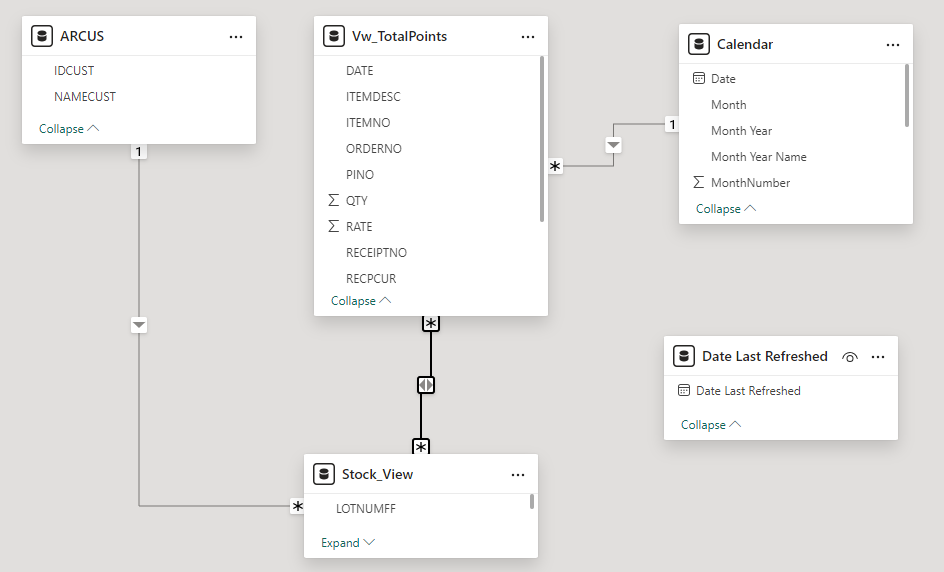 ARCUS
IDCUST
NAMECUST
Collapse
1
Vw_TotalPoints
DATE
ITEMDESC
ITEMNO
ORDERNO
PINO
QTY
RATE
RECEIPTNO
RECPCUR
Collapse
*
*
Calendar
Date
Month
Month Year
Month Year Name
MonthNumber
Collapse
1
Date Last Refreshed
Date Last Refreshed
Collapse
*
*
Stock_View
LOTNUMFF
Expand